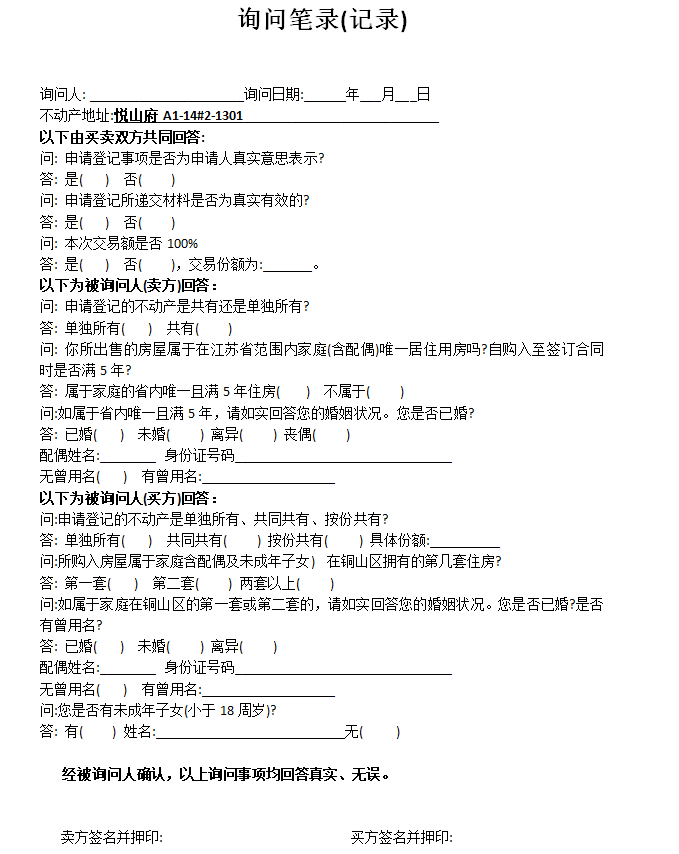 询问笔录(记录)
询问人: ______________________询问日期:______年___月___日
不动产地址:悦山府 A1-14#2-1301____________________________
以下由买卖双方共同回答:
问: 申请登记事项是否为申请人真实意思表示?
答: 是(  ) 否(  )
问: 申请登记所递交材料是否为真实有效的?
答: 是(  ) 否(  )
问: 本次交易额是否 100%
答: 是(  ) 否(  ),交易份额为:_______。
以下为被询问人(卖方)回答:
问: 申请登记的不动产是共有还是单独所有?
答: 单独所有(  ) 共有(  )
问: 你所出售的房屋属于在江苏省范围内家庭(含配偶)唯一居住用房吗?自购入至签订合同
时是否满 5 年?
答: 属于家庭的省内唯一且满 5 年住房(  ) 不属于(  )
问:如属于省内唯一且满 5 年，请如实回答您的婚姻状况。您是否已婚?
答: 已婚(  ) 未婚(  ) 离异(  ) 丧偶(  )
配偶姓名:________ 身份证号码_______________________________
无曾用名(  ) 有曾用名:___________________
以下为被询问人(买方)回答:
问:申请登记的不动产是单独所有、共同共有、按份共有?
答: 单独所有(  ) 共同共有(  ) 按份共有(  ) 具体份额:__________
问:所购入房屋属于家庭含配偶及未成年子女） 在铜山区拥有的第几套住房?
答: 第一套(  ) 第二套(  ) 两套以上(  )
问:如属于家庭在铜山区的第一套或第二套的，请如实回答您的婚姻状况。您是否已婚?是否
有曾用名?
答: 已婚(  ) 未婚(  ) 离异(  )
配偶姓名:________ 身份证号码_______________________________
无曾用名(  ) 有曾用名:___________________
问:您是否有未成年子女(小于 18 周岁)?
答: 有(  ) 姓名:___________________________无(  )
经被询问人确认，以上询问事项均回答真实、无误。
卖方签名并押印: 买方签名并押印: